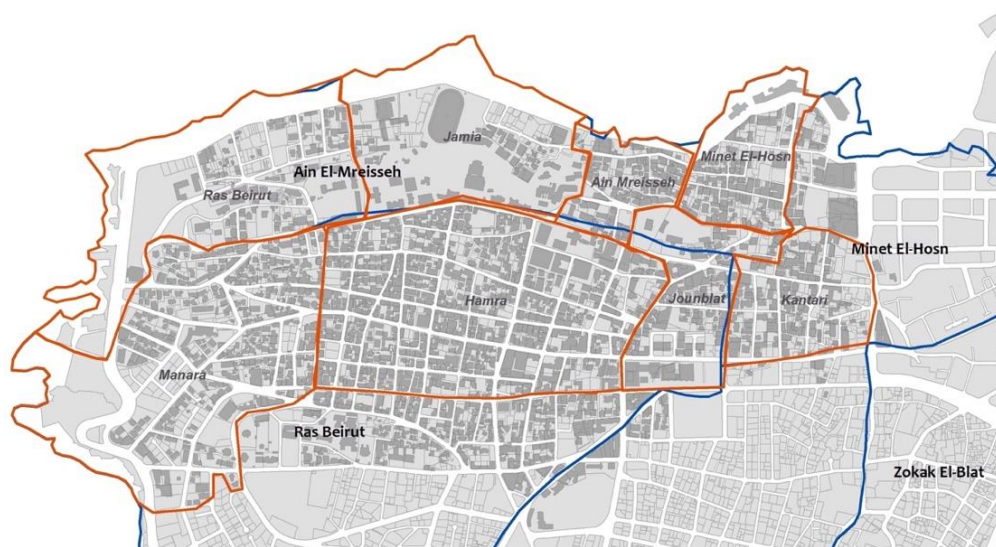 Jamia
Minet El-Hosn
Ain El-Mreisseh
Ain Mreisseh
Ras Beirut
Minet El-Hosn
Hamra
Jounblat
Kantari
Manara
Ras Beirut
Zokak El-Blat